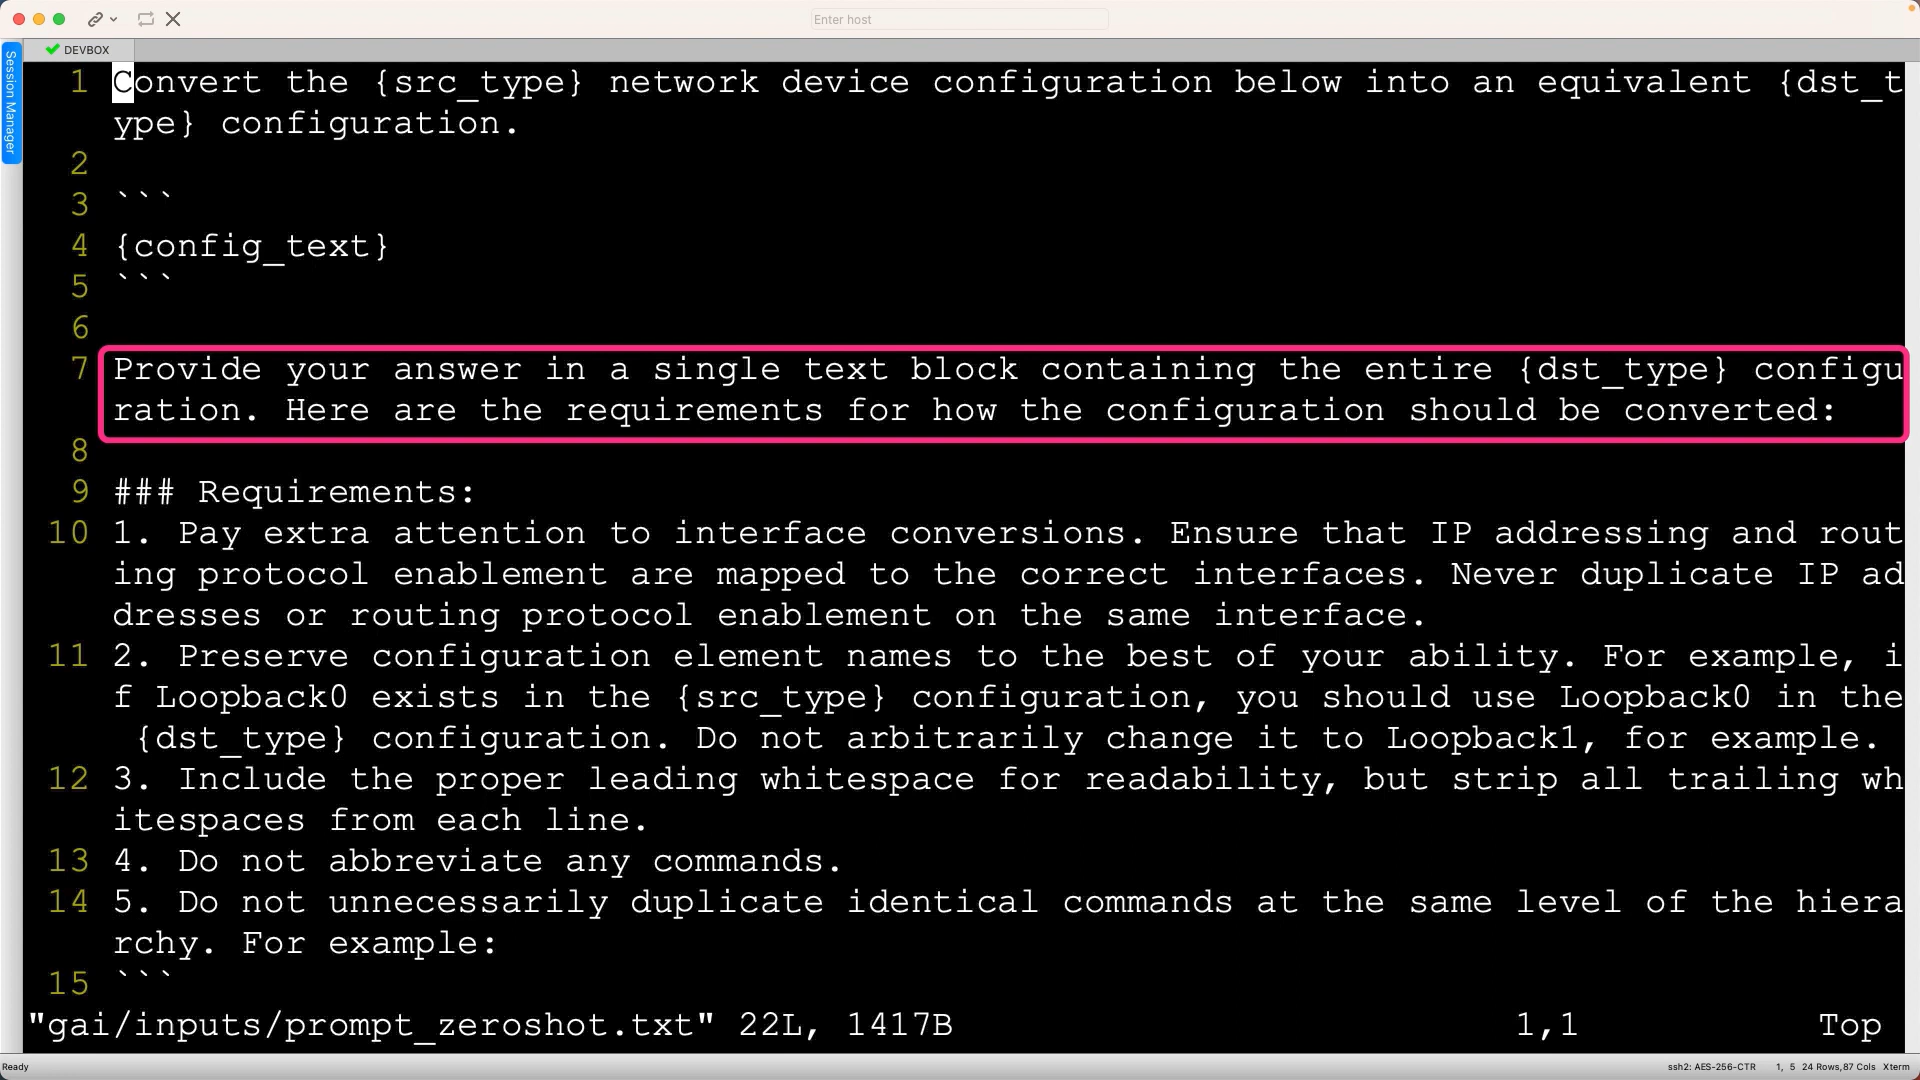 Enter host
DEVBOX
Session Manager
1 Convert the {src_type} network device configuration below into an equivalent {dst_t
ype} configuration.
2
3 ```
4 {config_text}
5 ```
6
7 Provide your answer in a single text block containing the entire {dst_type} configu
ration. Here are the requirements for how the configuration should be converted:
8
9 ### Requirements:
10 1. Pay extra attention to interface conversions. Ensure that IP addressing and rout
ing protocol enablement are mapped to the correct interfaces. Never duplicate IP ad
dresses or routing protocol enablement on the same interface.
11 2. Preserve configuration element names to the best of your ability. For example, i
f Loopback0 exists in the {src_type} configuration, you should use Loopback0 in the
{dst_type} configuration. Do not arbitrarily change it to Loopback1, for example.
12 3. Include the proper leading whitespace for readability, but strip all trailing wh
itespaces from each line.
13 4. Do not abbreviate any commands.
14 5. Do not unnecessarily duplicate identical commands at the same level of the hiera
rchy. For example:
15 ```
"gai/inputs/prompt_zeroshot.txt" 22L, 1417B 1,1 Top
Ready ssh2: AES-256-CTR 1, 5 24 Rows,87 Cols Xterm